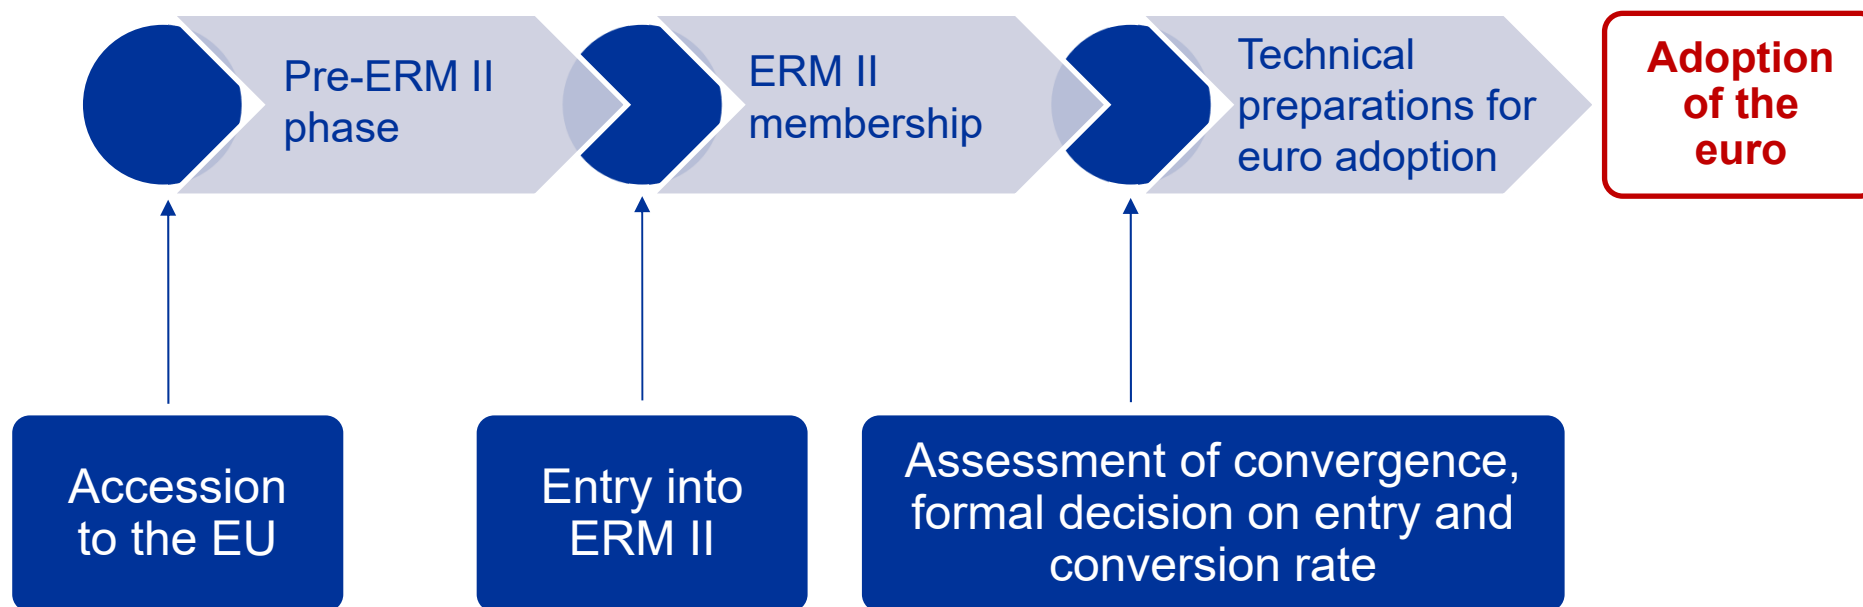 Pre-ERM II
phase
ERM II
membership
Technical
preparations for
euro adoption
Adoption
of the
euro
Accession
to the EU
Entry into
ERM II
Assessment of convergence,
formal decision on entry and
conversion rate